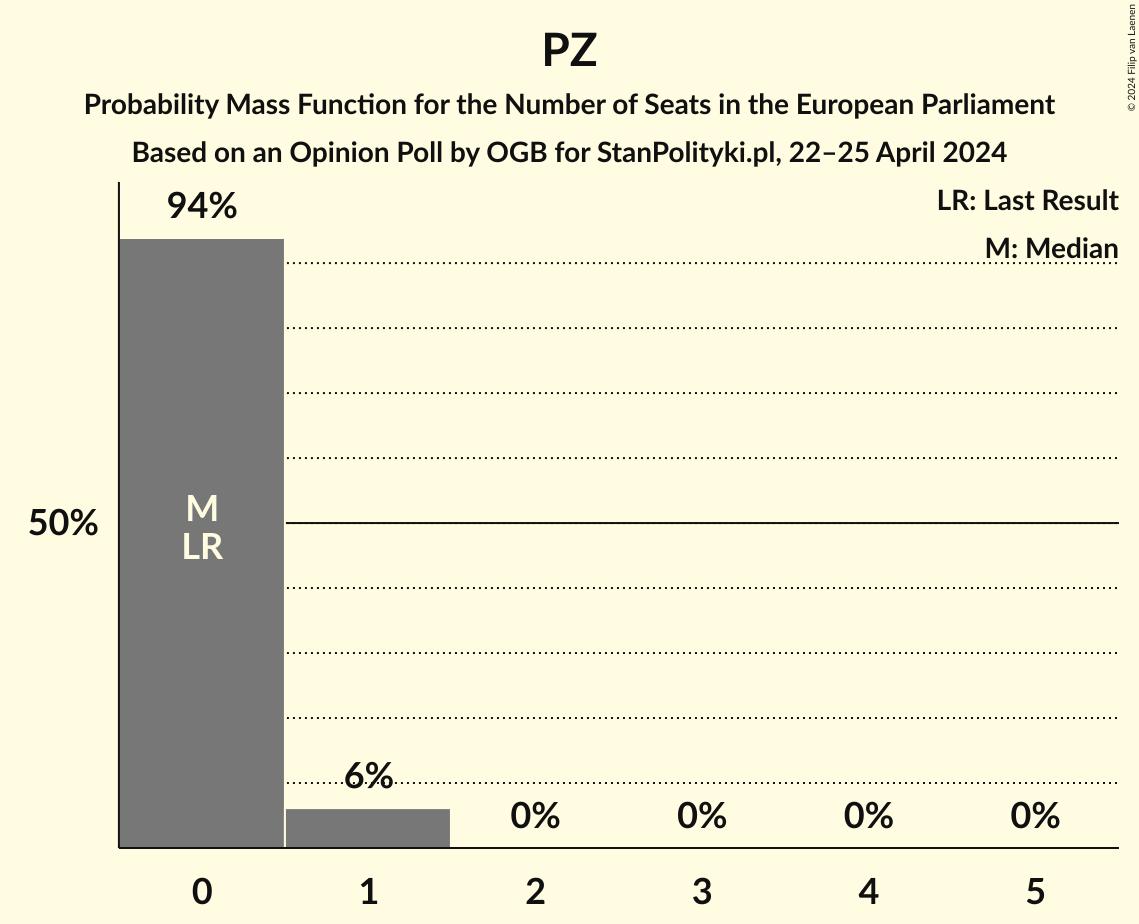 PZ
Probability Mass Function for the Number of Seats in the European Parliament
Based on an Opinion Poll by OGB for StanPolityki.pl, 22–25 April 2024
© 2024 Filip van Laenen
LR: Last Result
M: Median
94%
50%
M
LR
6%
0%
0%
0%
0%
0
1
2
3
4
5